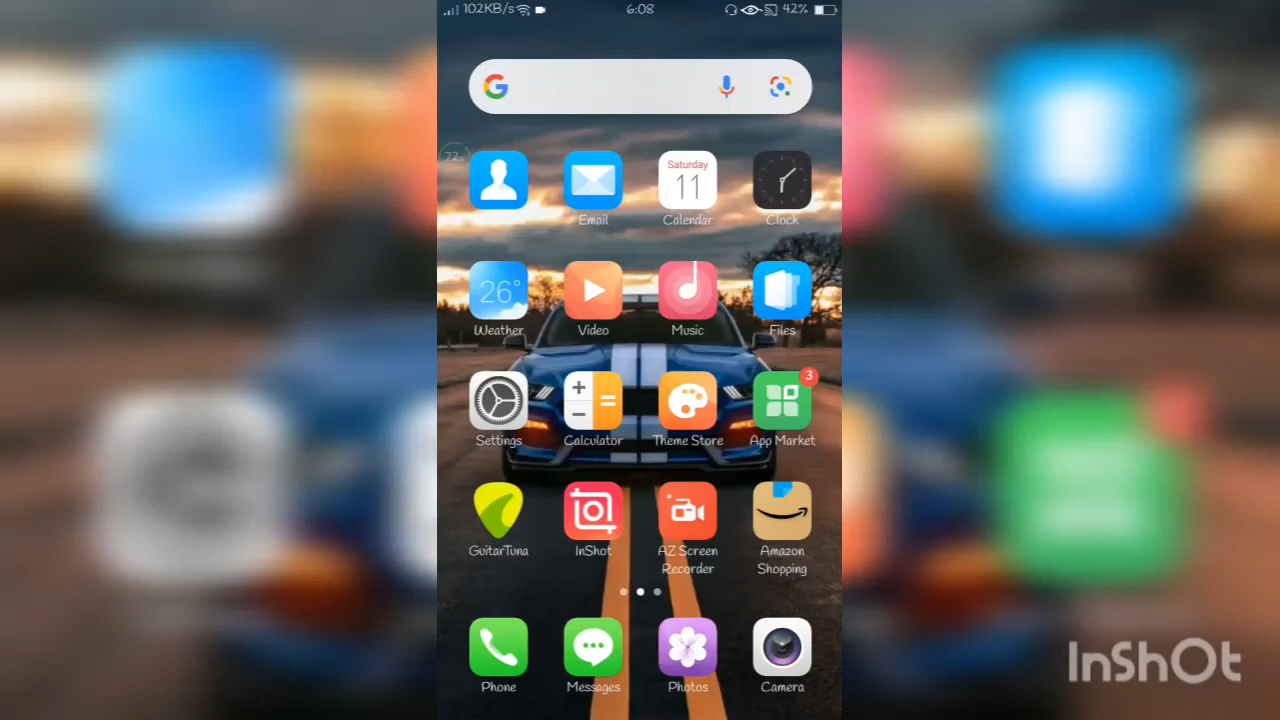 102KB/s 6:08 42%
72s
Saturday
11
Email Calendar Clock
26°
Weather Video Music Files
3
Settings Calculator Theme Store App Market
GuitarTuna InShot AZ Screen Recorder Amazon Shopping
Phone Messages Photos Camera
InShOt